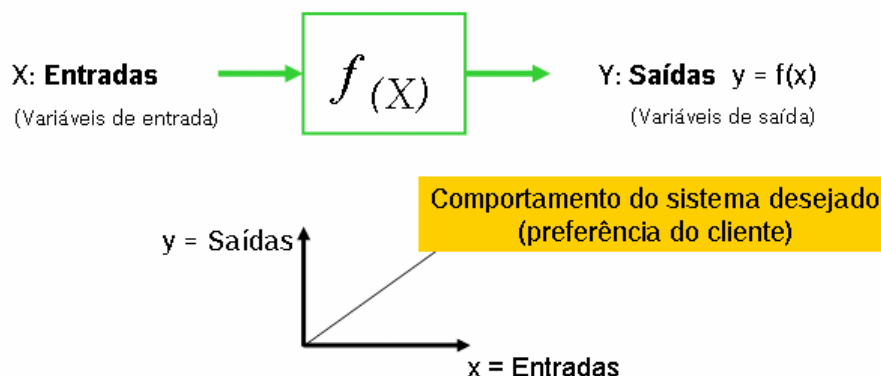 X: Entradas
(Variáveis de entrada)
f (X)
Y: Saídas y = f(x)
(Variáveis de saída)
Comportamento do sistema desejado
(preferência do cliente)
y = Saídas
x = Entradas